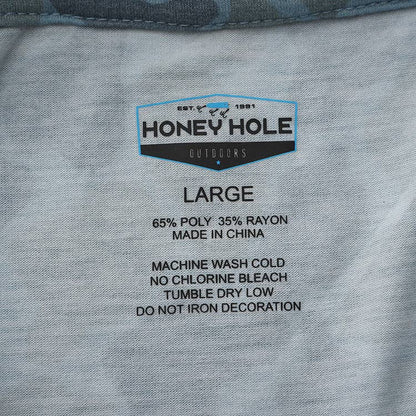 EST. 1991
HONEY HOLE
OUTDOORS
LARGE
65% POLY 35% RAYON
MADE IN CHINA
MACHINE WASH COLD
NO CHLORINE BLEACH
TUMBLE DRY LOW
DO NOT IRON DECORATION